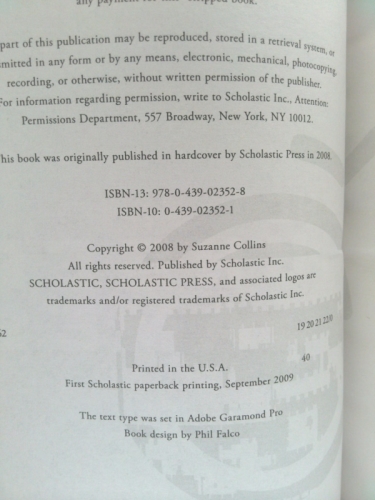 any payment for this "stripped book."
part of this publication may be reproduced, stored in a retrieval system, or
mitted in any form or by any means, electronic, mechanical, photocopying,
recording, or otherwise, without written permission of the publisher.
For information regarding permission, write to Scholastic Inc., Attention:
Permissions Department, 557 Broadway, New York, NY 10012.
This book was originally published in hardcover by Scholastic Press in 2008.
ISBN-13: 978-0-439-02352-8
ISBN-10: 0-439-02352-1
Copyright © 2008 by Suzanne Collins
All rights reserved. Published by Scholastic Inc.
SCHOLASTIC, SCHOLASTIC PRESS, and associated logos are
trademarks and/or registered trademarks of Scholastic Inc.
62 19 20 21 22/0
40
Printed in the U.S.A.
First Scholastic paperback printing, September 2009
The text type was set in Adobe Garamond Pro
Book design by Phil Falco